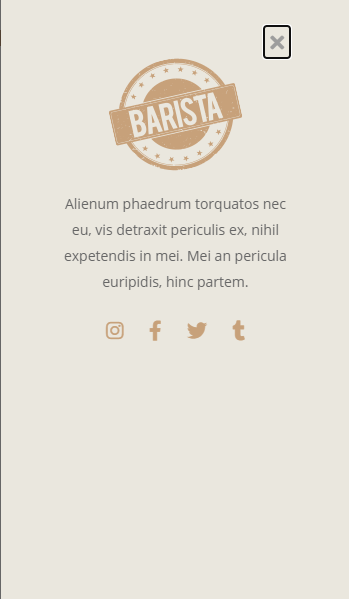 BARISTA
Alienum phaedrum torquatos nec
eu, vis detraxit periculis ex, nihil
expetendis in mei. Mei an pericula
euripidis, hinc partem.